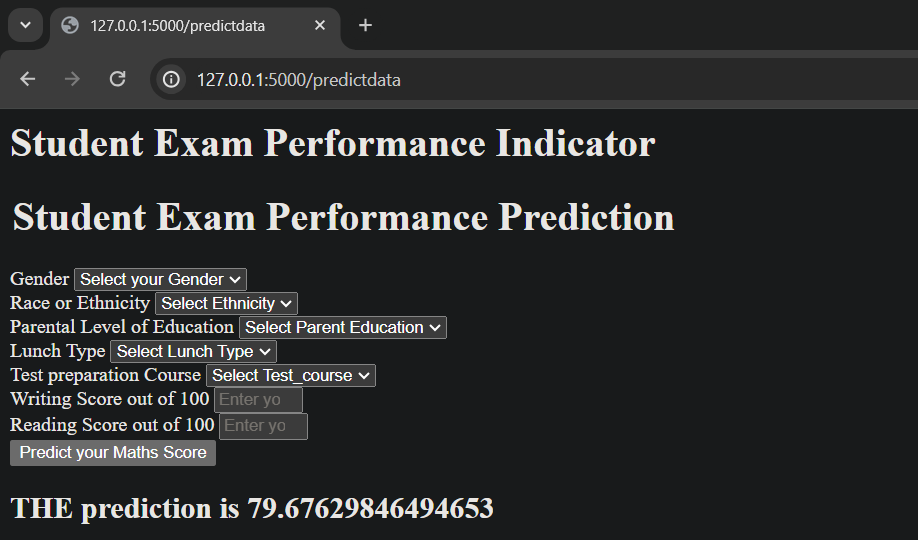 127.0.0.1:5000/predictdata
127.0.0.1:5000/predictdata
Student Exam Performance Indicator
Student Exam Performance Prediction
Gender Select your Gender
Race or Ethnicity Select Ethnicity
Parental Level of Education Select Parent Education
Lunch Type Select Lunch Type
Test preparation Course Select Test_course
Writing Score out of 100 Enter yo
Reading Score out of 100 Enter yo
Predict your Maths Score
THE prediction is 79.67629846494653